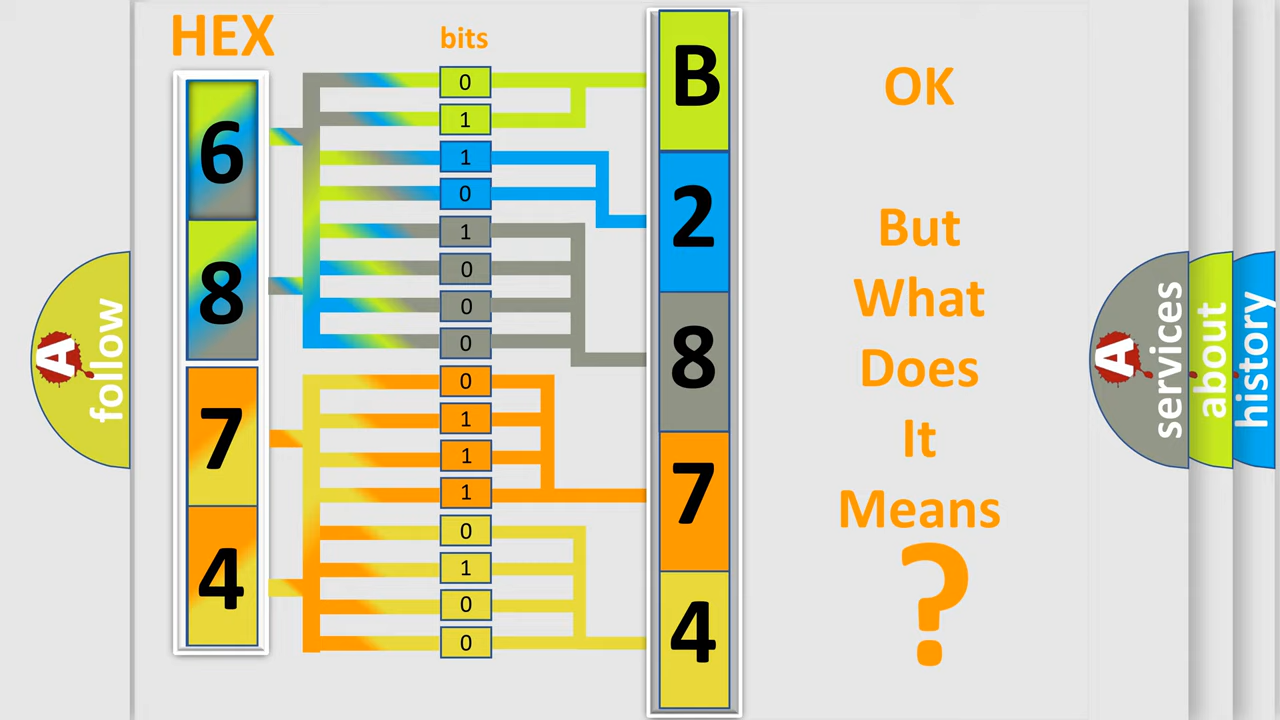 HEX
bits
6
8
7
4
0
1
1
0
1
0
0
0
0
1
1
1
0
1
0
0
B
2
8
7
4
OK
But
What
Does
It
Means
?
A
follow
A
services
about
history